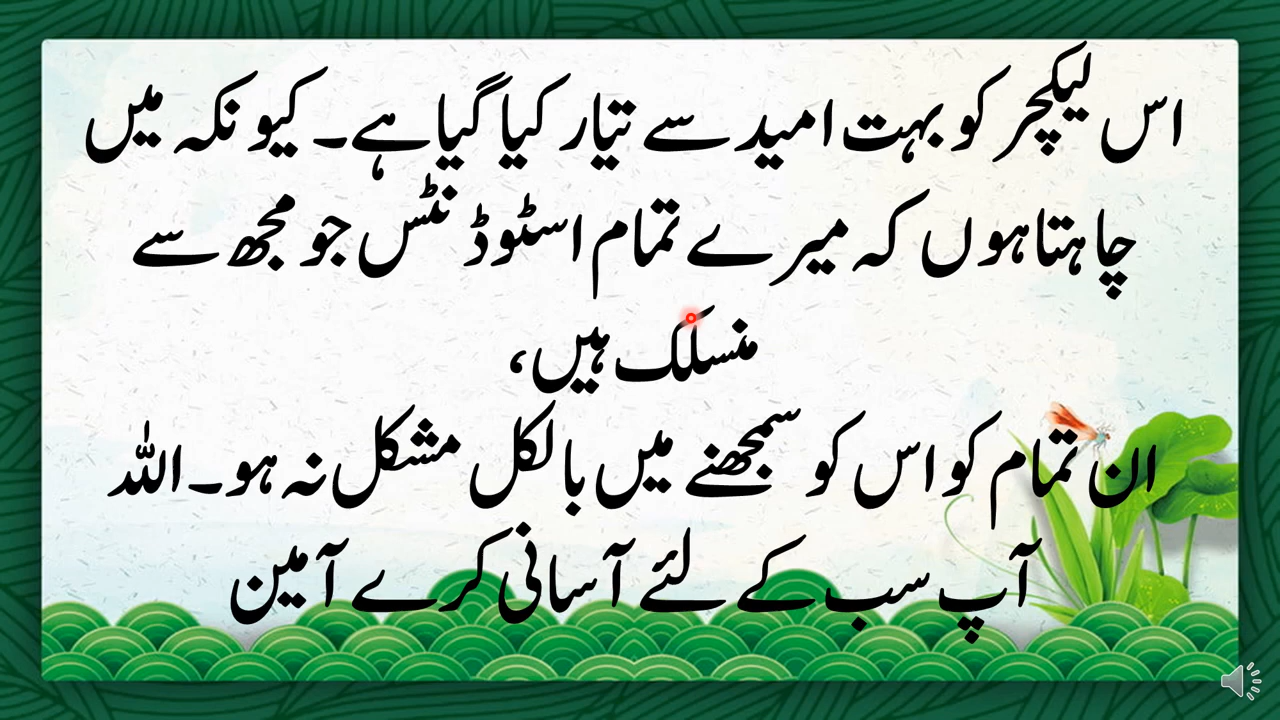 اس لیکچر کو بہت امید سے تیار کیا گیا ہے۔ کیونکہ میں
چاہتا ہوں کہ میرے تمام اسٹوڈنٹس جو مجھ سے
منسلک ہیں،
ان تمام کو اس کو سمجھنے میں بالکل مشکل نہ ہو۔ اللہ
آپ سب کے لئے آسانی کرے آمین